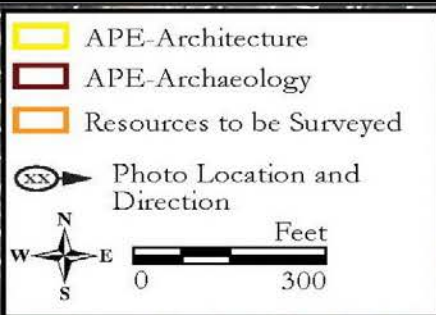 APE-Architecture
APE-Archaeology
Resources to be Surveyed
xx
Photo Location and
Direction
N
W E
S
Feet
0 300